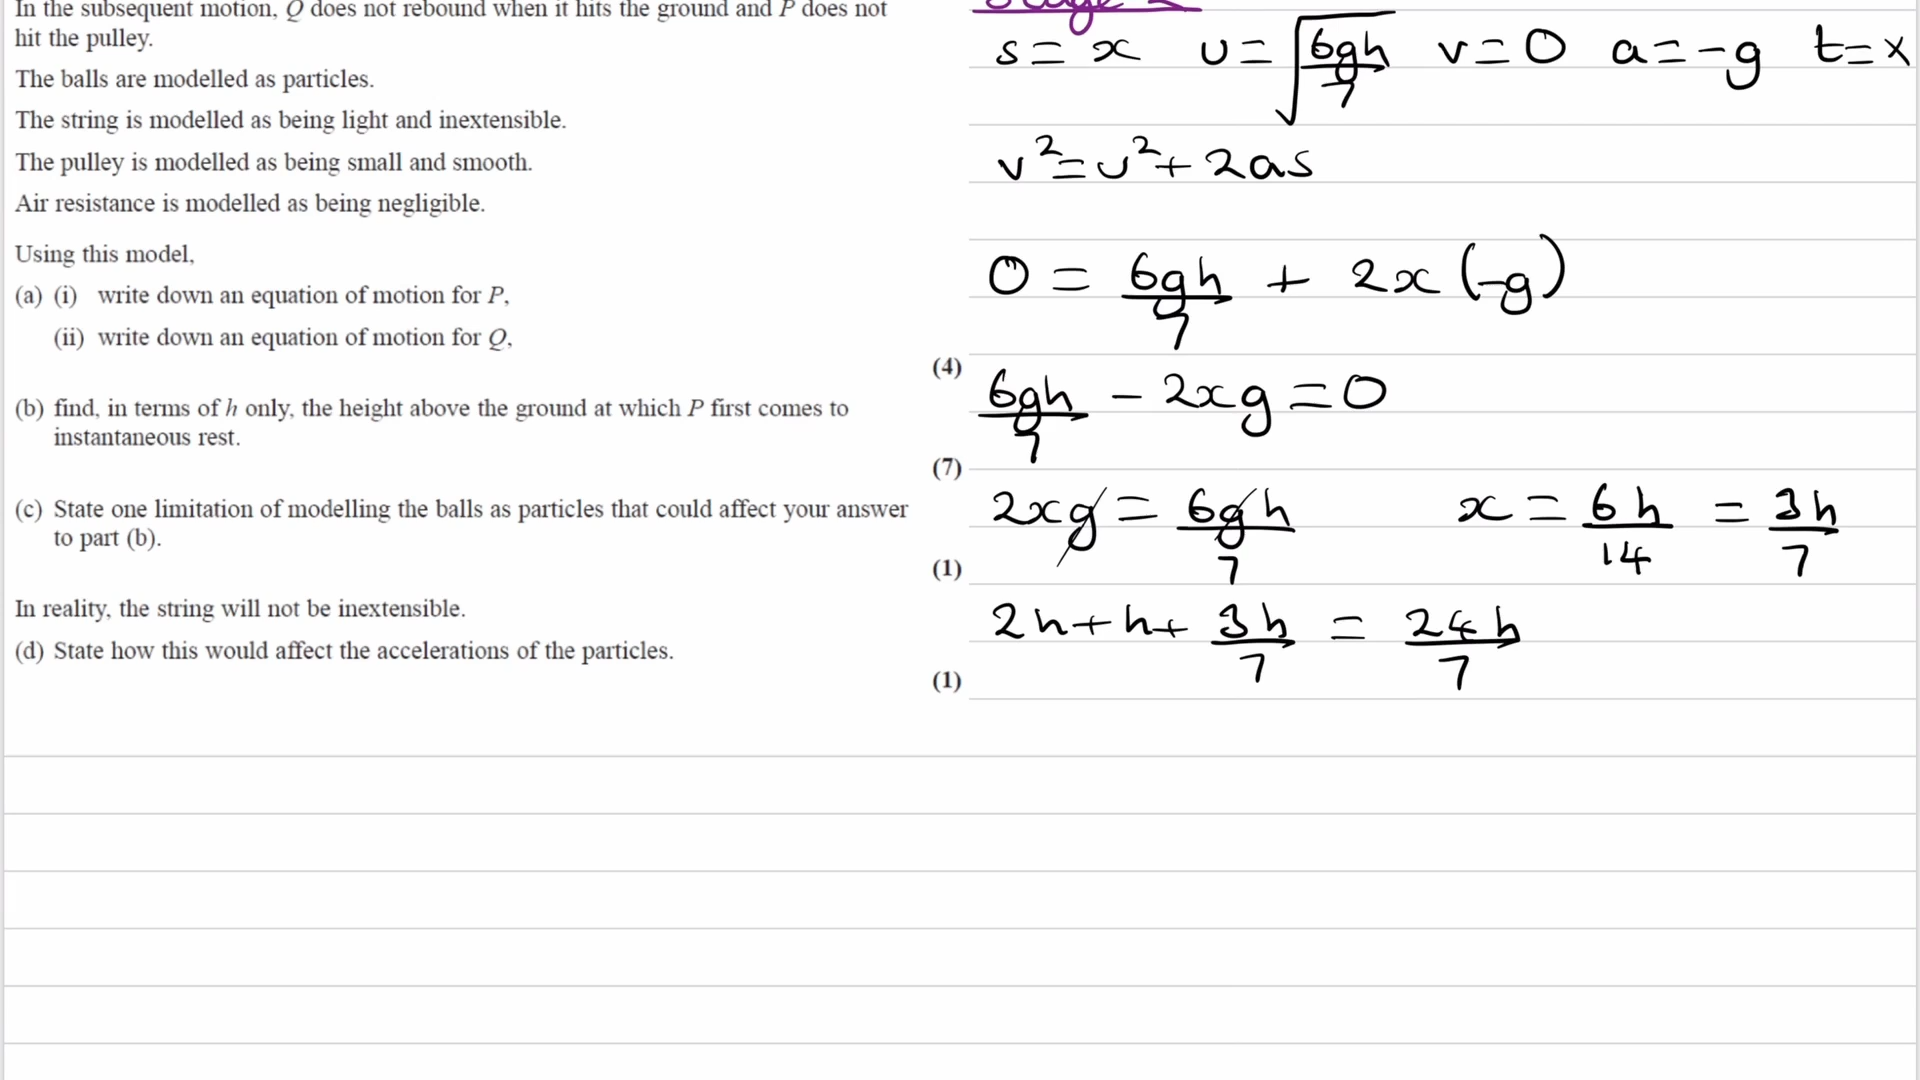 In the subsequent motion, Q does not rebound when it hits the ground and P does not
hit the pulley.
The balls are modelled as particles.
The string is modelled as being light and inextensible.
The pulley is modelled as being small and smooth.
Air resistance is modelled as being negligible.
Using this model,
(a) (i) write down an equation of motion for P,
(ii) write down an equation of motion for Q,
(4)
(b) find, in terms of h only, the height above the ground at which P first comes to
instantaneous rest.
(7)
(c) State one limitation of modelling the balls as particles that could affect your answer
to part (b).
(1)
In reality, the string will not be inextensible.
(d) State how this would affect the accelerations of the particles.
(1)
s = x u = √(6gh/7) v = 0 a = -g t = x
v² = u² + 2as
0 = 6gh/7 + 2x (-g)
6gh/7 - 2xg = 0
2xg = 6gh/7 x = 6h/14 = 3h/7
2h + h + 3h/7 = 24h/7